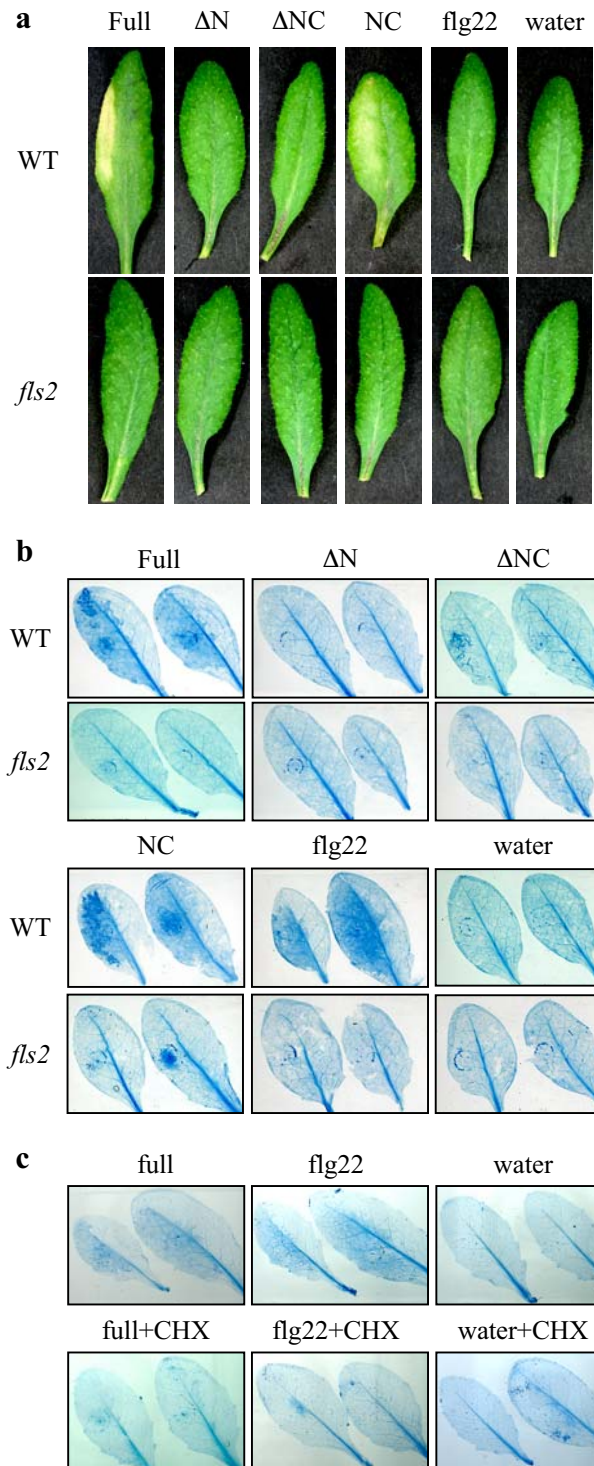 a Full ΔN ΔNC NC flg22 water
WT
fls2
b Full ΔN ΔNC
WT
fls2
NC flg22 water
WT
fls2
c full flg22 water
full+CHX flg22+CHX water+CHX